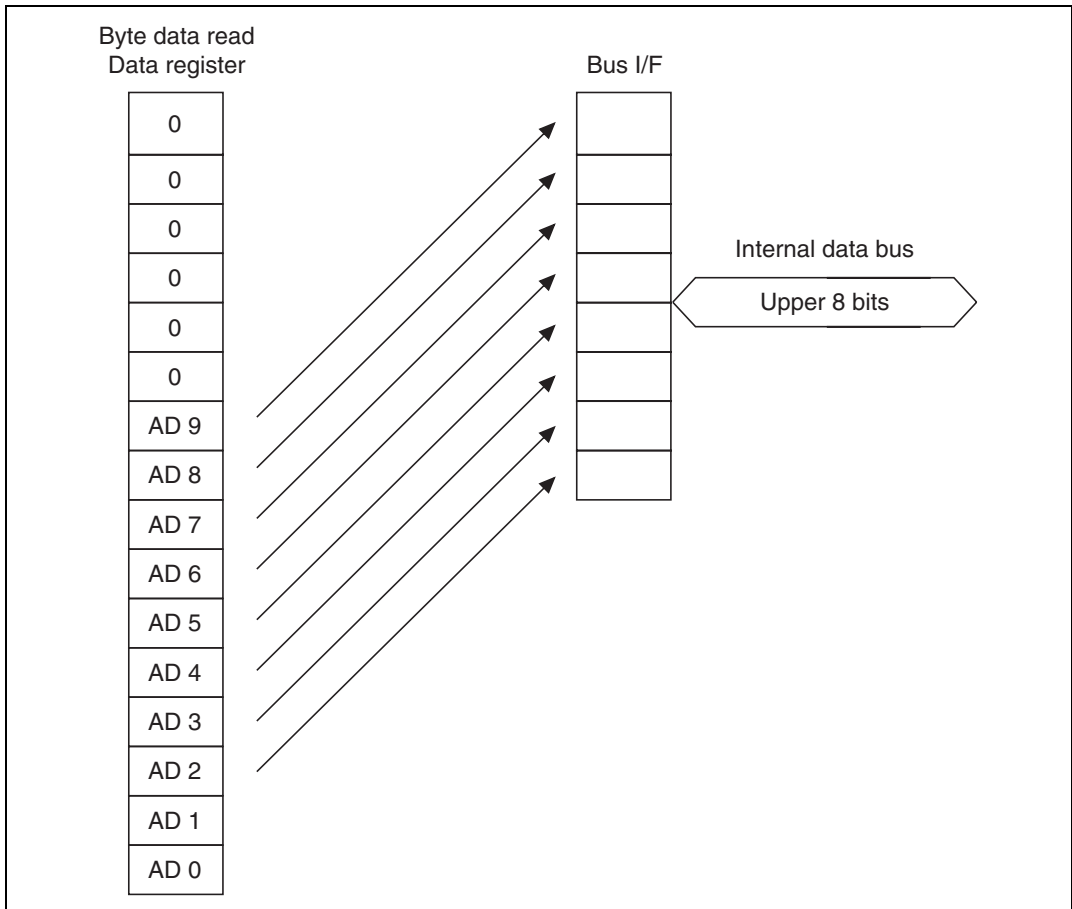 Byte data read
Data register
Bus I/F
0
0
0
0
0
0
AD 9
AD 8
AD 7
AD 6
AD 5
AD 4
AD 3
AD 2
AD 1
AD 0
Internal data bus
Upper 8 bits